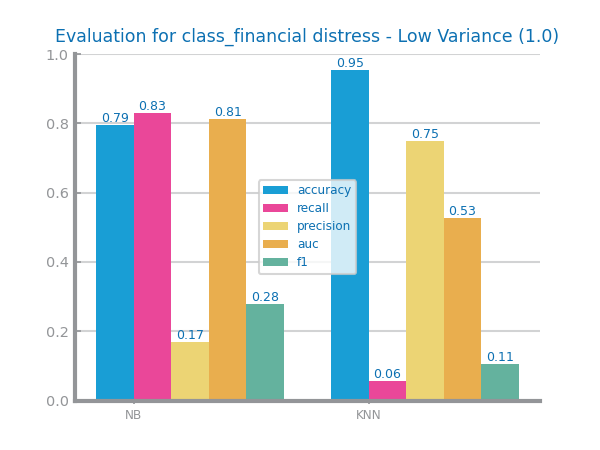 Evaluation for class_financial distress - Low Variance (1.0)
1.0
0.8
0.6
0.4
0.2
0.0
0.79
0.83
0.17
0.81
0.28
0.95
0.06
0.75
0.53
0.11
accuracy
recall
precision
auc
f1
NB
KNN